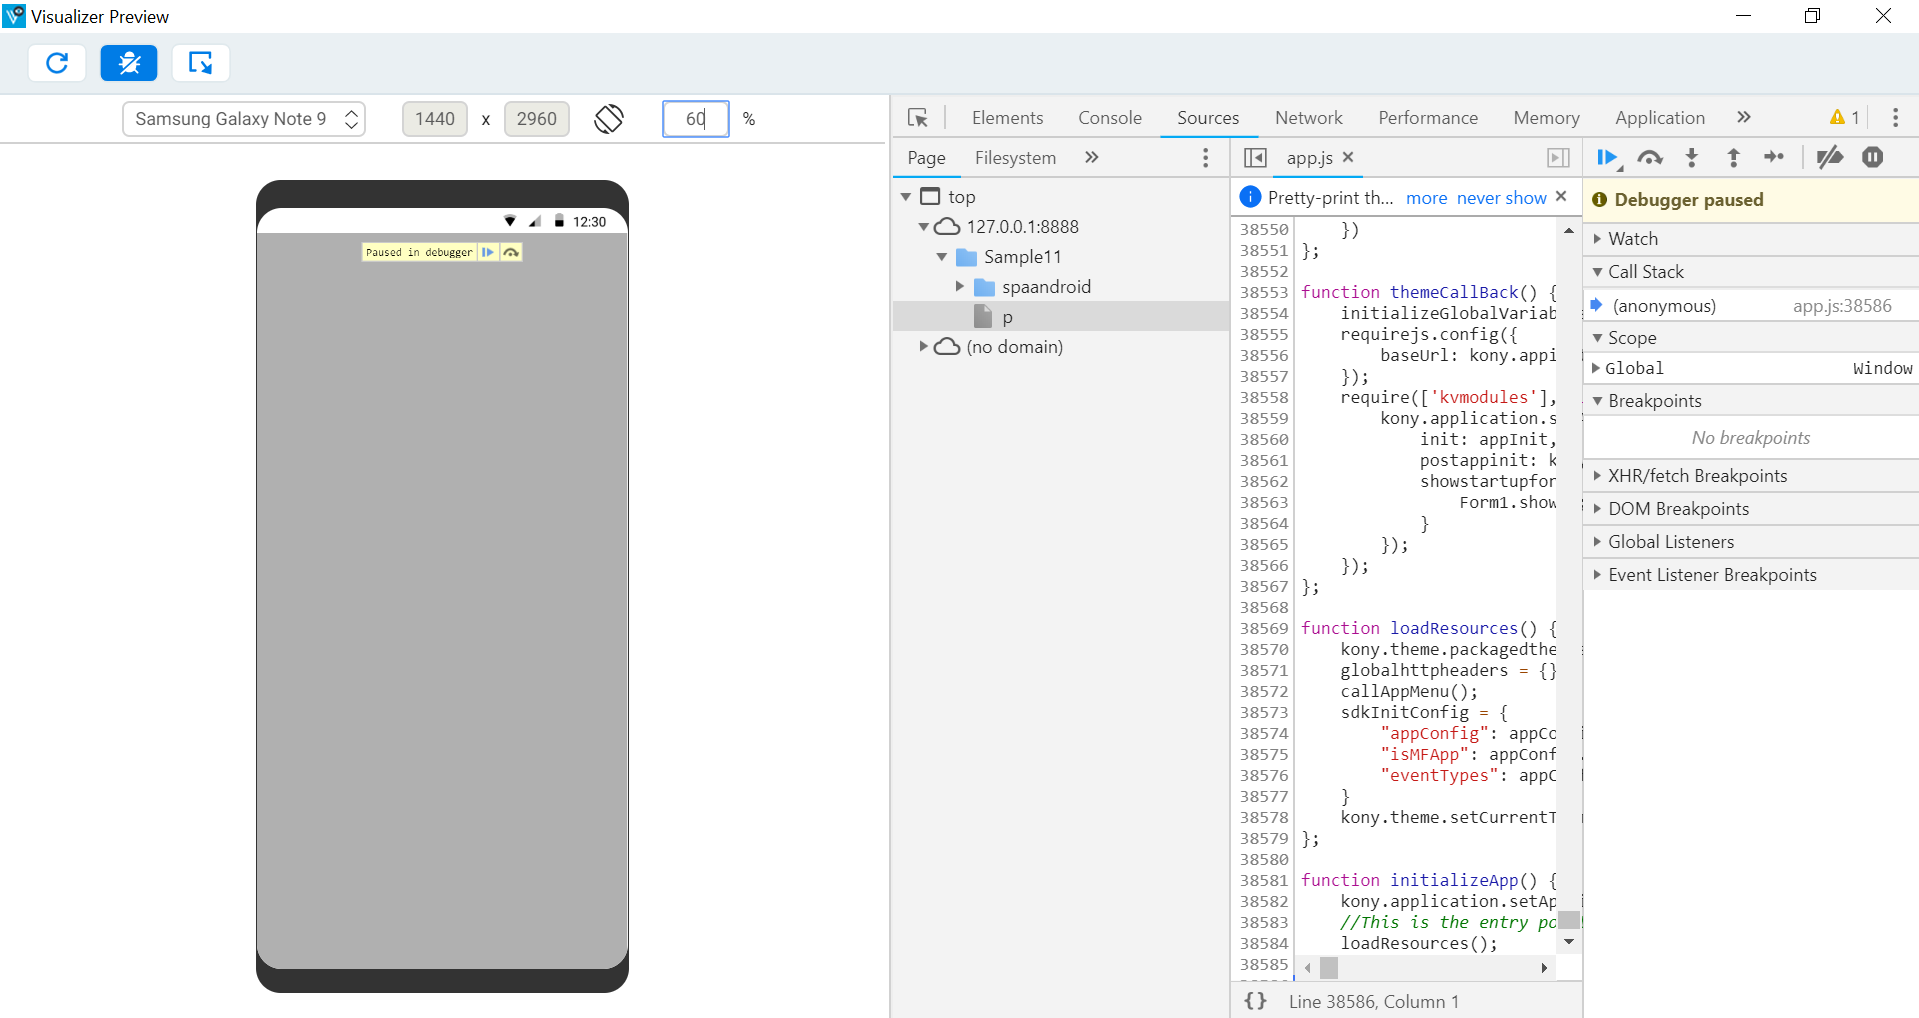 Visualizer Preview
Samsung Galaxy Note 9
1440 x 2960
60 %
12:30
Paused in debugger
Elements Console Sources Network Performance Memory Application » 1
Page Filesystem »
top
127.0.0.1:8888
Sample11
spaandroid
p
(no domain)
app.js ×
Pretty-print th... more never show ×
38550 })
38551 };
38552
38553 function themeCallBack() {
38554 initializeGlobalVariab
38555 requirejs.config({
38556 baseUrl: kony.appi
38557 });
38558 require(['kvmodules'],
38559 kony.application.s
38560 init: appInit,
38561 postappinit: k
38562 showstartupfor
38563 Form1.show
38564 }
38565 });
38566 });
38567 };
38568
38569 function loadResources() {
38570 kony.theme.packagedthe
38571 globalhttpheaders = {}
38572 callAppMenu();
38573 sdkInitConfig = {
38574 "appConfig": appCo
38575 "isMFApp": appConf
38576 "eventTypes": appC
38577 }
38578 kony.theme.setCurrentT
38579 };
38580
38581 function initializeApp() {
38582 kony.application.setAp
38583 //This is the entry po
38584 loadResources();
38585
{} Line 38586, Column 1
Debugger paused
Watch
Call Stack
(anonymous) app.js:38586
Scope
Global Window
Breakpoints
No breakpoints
XHR/fetch Breakpoints
DOM Breakpoints
Global Listeners
Event Listener Breakpoints